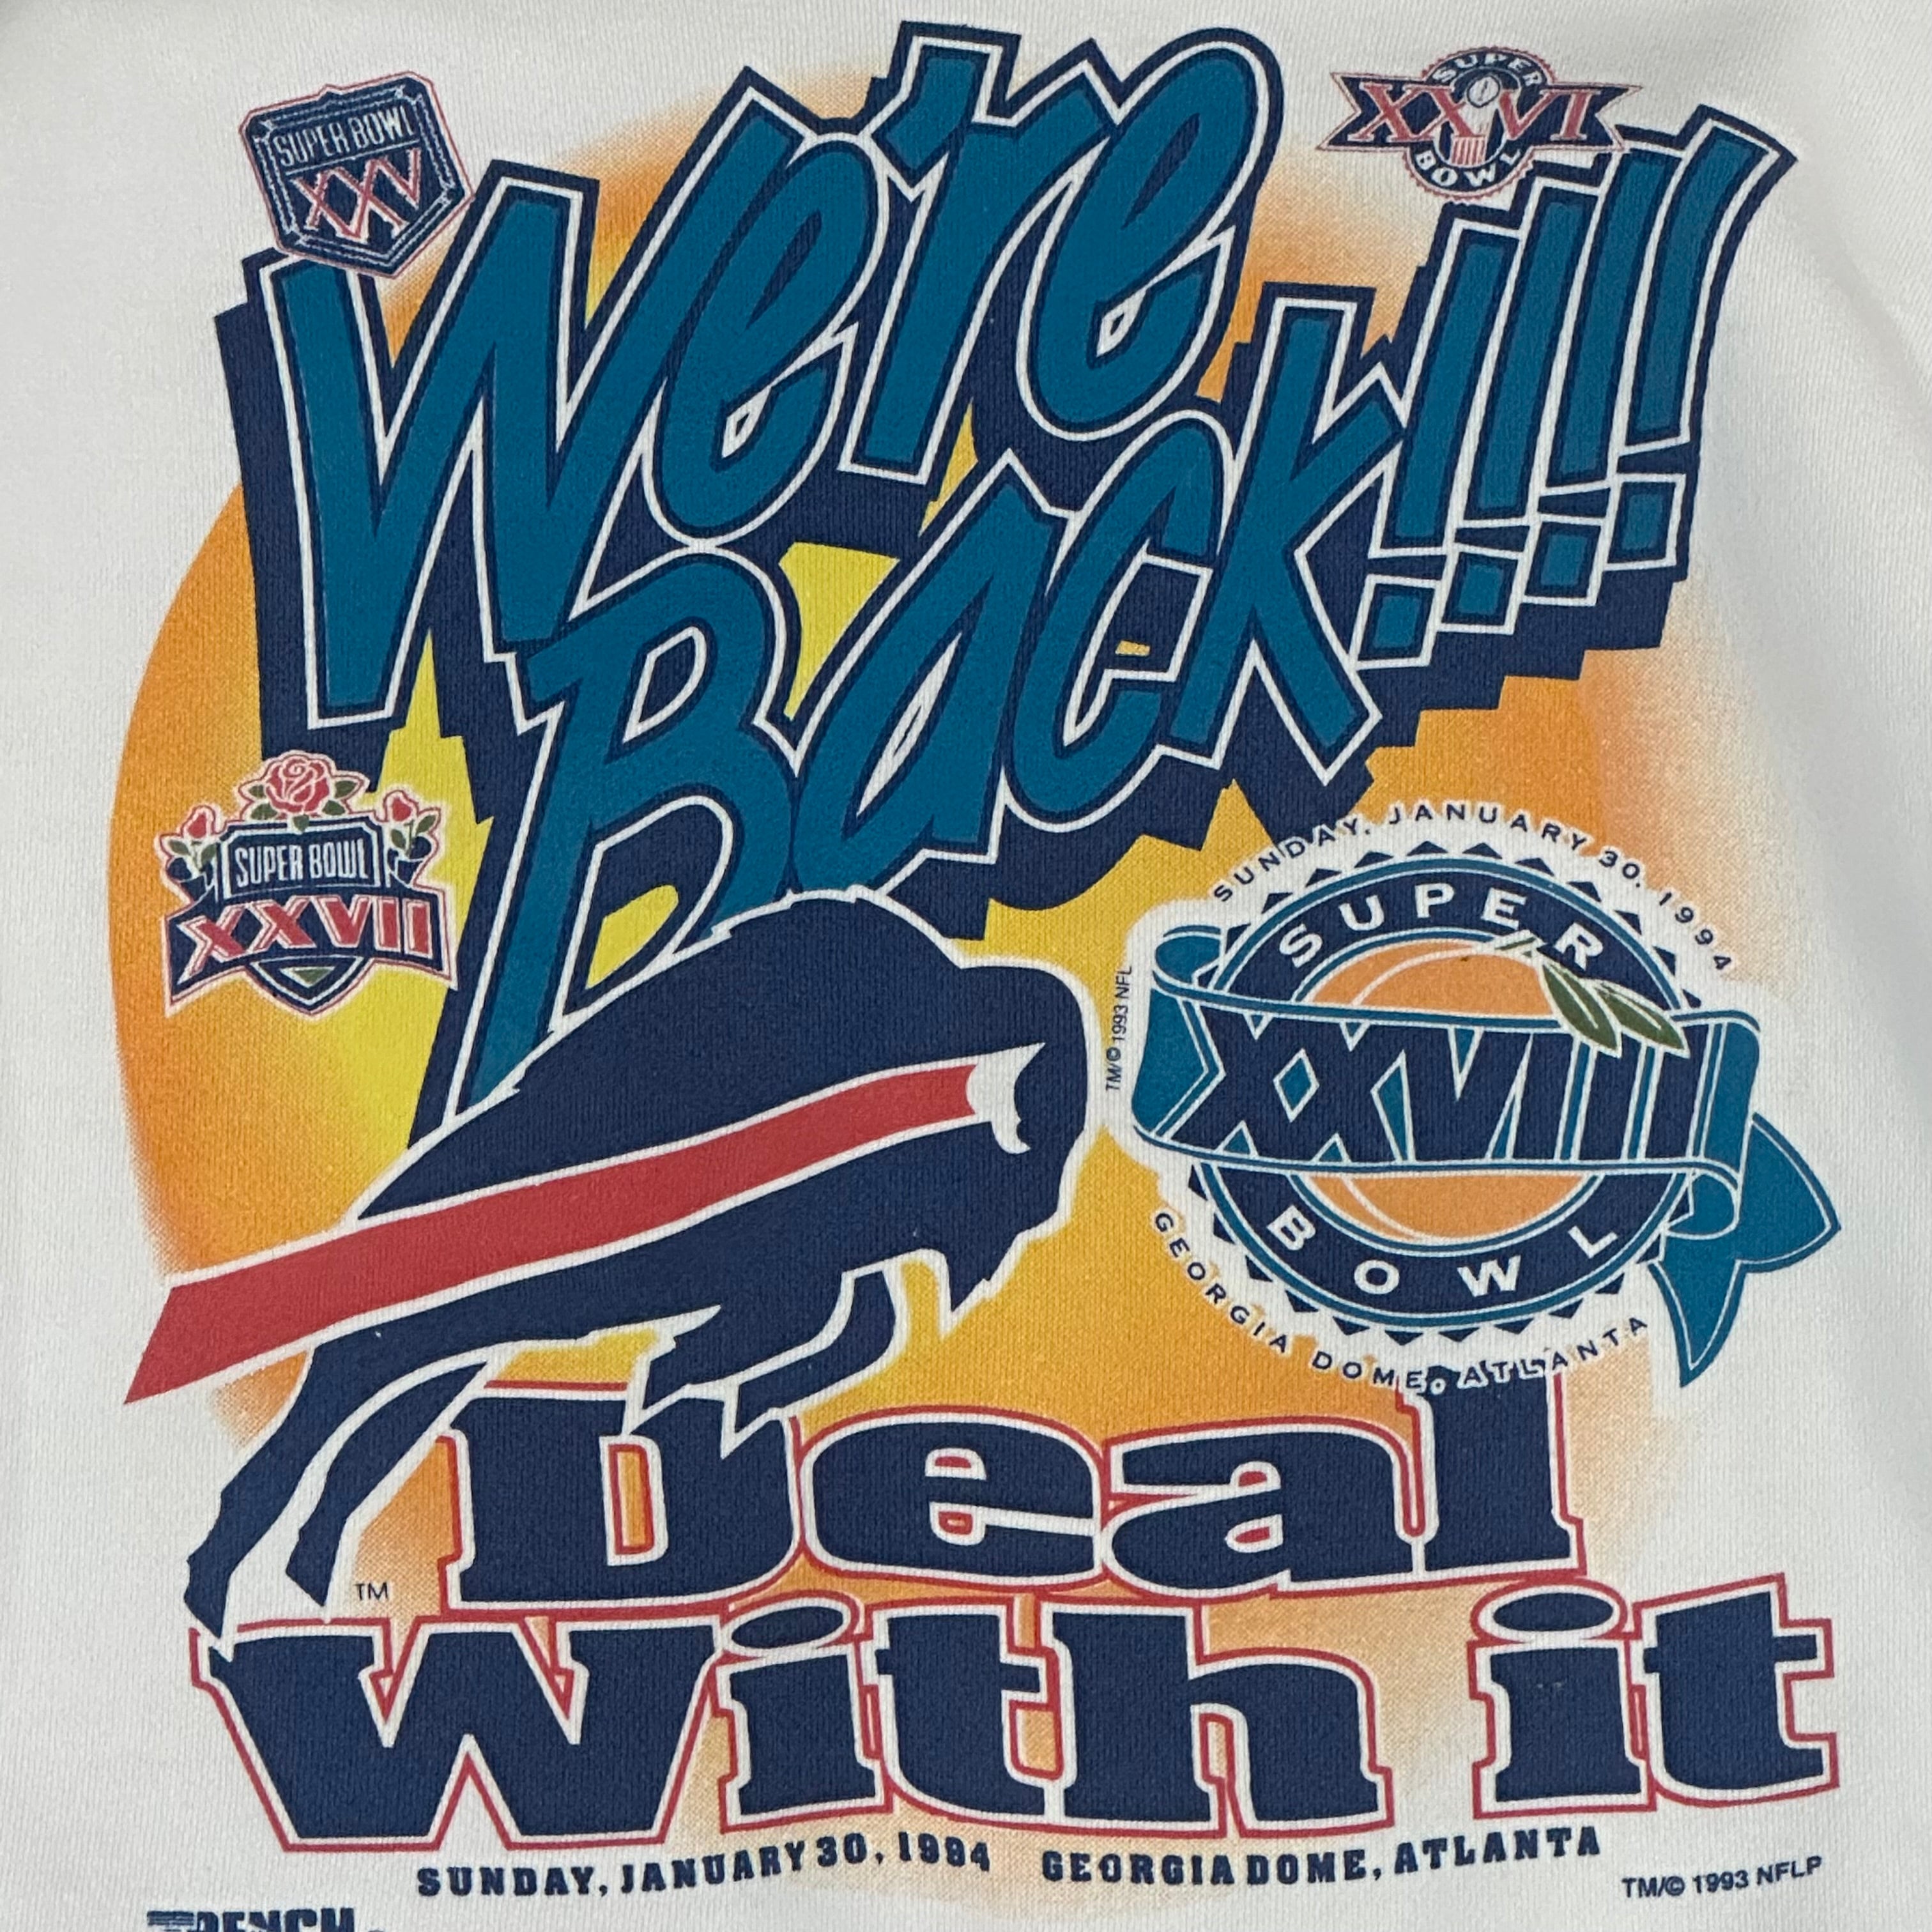 SUPER BOWL
XXV
SUPER
XXVI
BOWL
We're
Back!!!!
SUPER BOWL
XXVII
SUNDAY, JANUARY 30, 1994
TM/© 1993 NFL
SUPER
XXVIII
BOWL
GEORGIA DOME, ATLANTA
Deal
TM
With it
SUNDAY, JANUARY 30, 1994 GEORGIA DOME, ATLANTA
TM/© 1993 NFLP